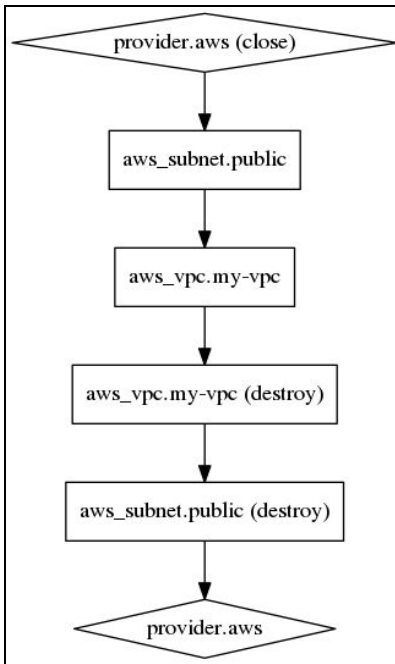 provider.aws (close)
aws_subnet.public
aws_vpc.my-vpc
aws_vpc.my-vpc (destroy)
aws_subnet.public (destroy)
provider.aws